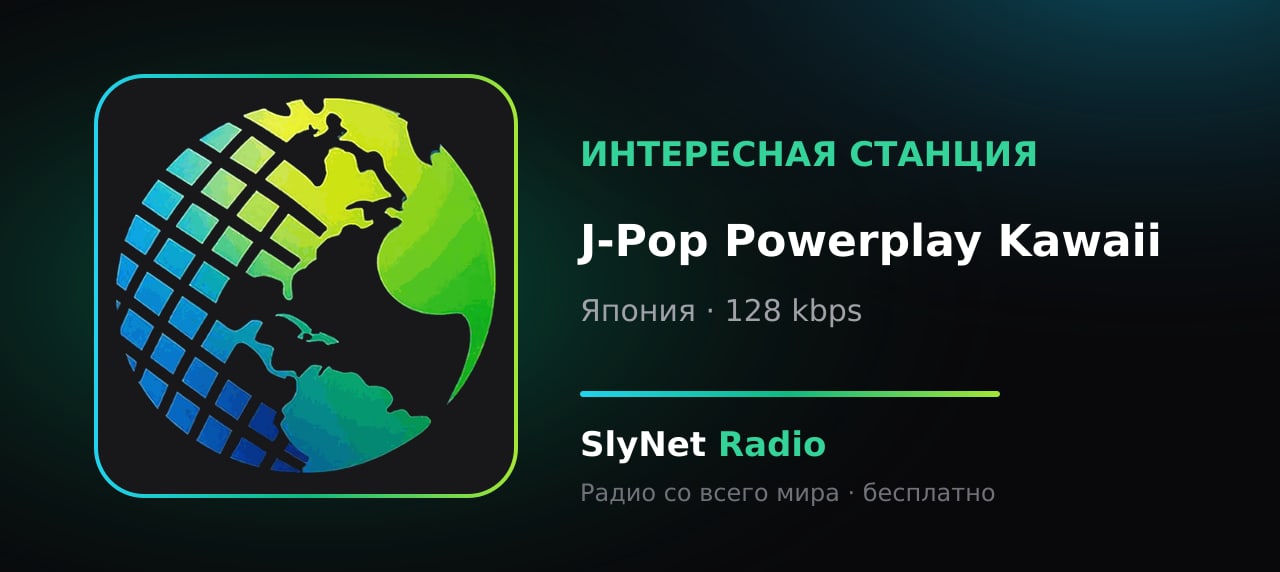 ИНТЕРЕСНАЯ СТАНЦИЯ
J-Pop Powerplay Kawaii
Япония · 128 kbps
SlyNet Radio
Радио со всего мира · бесплатно